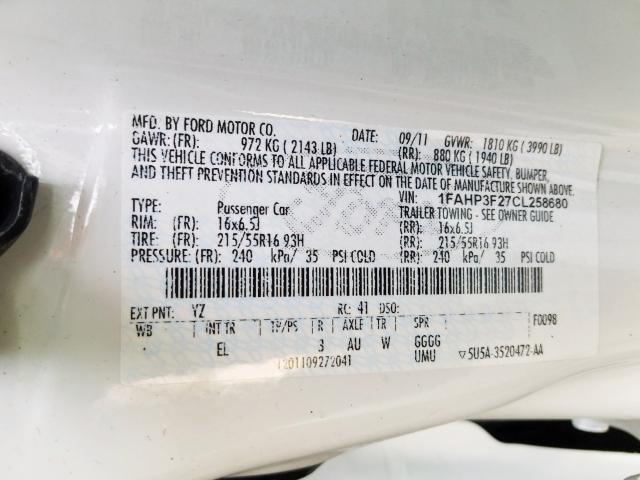 MFD. BY FORD MOTOR CO. DATE: 09/11 GVWR: 1810 KG ( 3990 LB)
GAWR: (FR): 972 KG ( 2143 LB) (RR): 880 KG ( 1940 LB)
THIS VEHICLE CONFORMS TO ALL APPLICABLE FEDERAL MOTOR VEHICLE SAFETY, BUMPER,
AND THEFT PREVENTION STANDARDS IN EFFECT ON THE DATE OF MANUFACTURE SHOWN ABOVE.
VIN: 1FAHP3F27CL258680
TYPE: Passenger Car TRAILER TOWING - SEE OWNER GUIDE
RIM: (FR): 16x6.5J (RR): 16x6.5J
TIRE: (FR): 215/55R16 93H (RR): 215/55R16 93H
PRESSURE: (FR): 240 kPa/ 35 PSI COLD (RR): 240 kPa/ 35 PSI COLD
EXT PNT: YZ RC: 41 DSO: F0098
WB INT TR TP/PS R AXLE TR SPR
EL 3 AU W GGGG
1201109272041 UMU ▽5U5A-3520472-AA